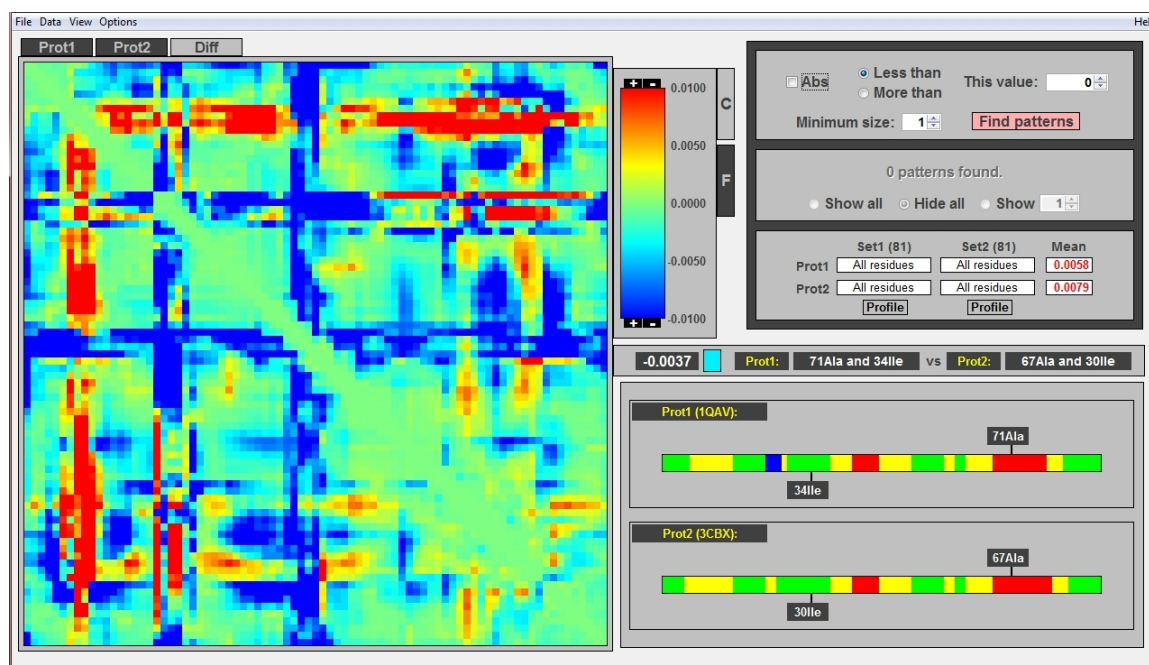 File Data View Options Hel
Prot1 Prot2 Diff
+ -
0.0100
0.0050
0.0000
-0.0050
-0.0100
+ -
C
F
Abs
Less than
More than
This value: 0
Minimum size: 1 Find patterns
0 patterns found.
Show all Hide all Show 1
Set1 (81) Set2 (81) Mean
Prot1 All residues All residues 0.0058
Prot2 All residues All residues 0.0079
Profile Profile
-0.0037 Prot1: 71Ala and 34Ile vs Prot2: 67Ala and 30Ile
Prot1 (1QAV):
71Ala
34Ile
Prot2 (3CBX):
67Ala
30Ile